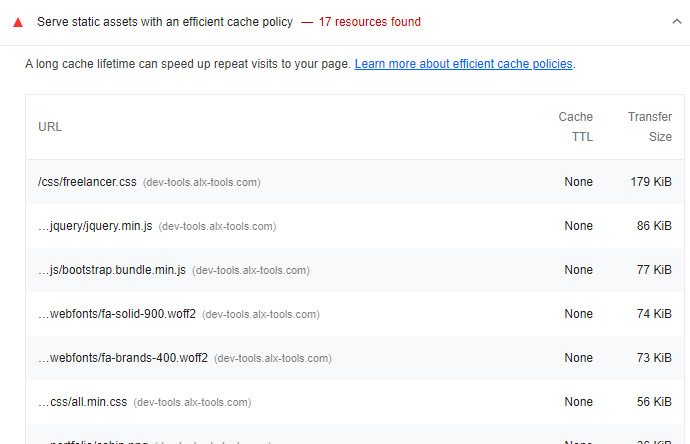 Serve static assets with an efficient cache policy — 17 resources found
A long cache lifetime can speed up repeat visits to your page. Learn more about efficient cache policies.
URL Cache TTL Transfer Size
/css/freelancer.css (dev-tools.alx-tools.com) None 179 KiB
…jquery/jquery.min.js (dev-tools.alx-tools.com) None 86 KiB
…js/bootstrap.bundle.min.js (dev-tools.alx-tools.com) None 77 KiB
…webfonts/fa-solid-900.woff2 (dev-tools.alx-tools.com) None 74 KiB
…webfonts/fa-brands-400.woff2 (dev-tools.alx-tools.com) None 73 KiB
…css/all.min.css (dev-tools.alx-tools.com) None 56 KiB